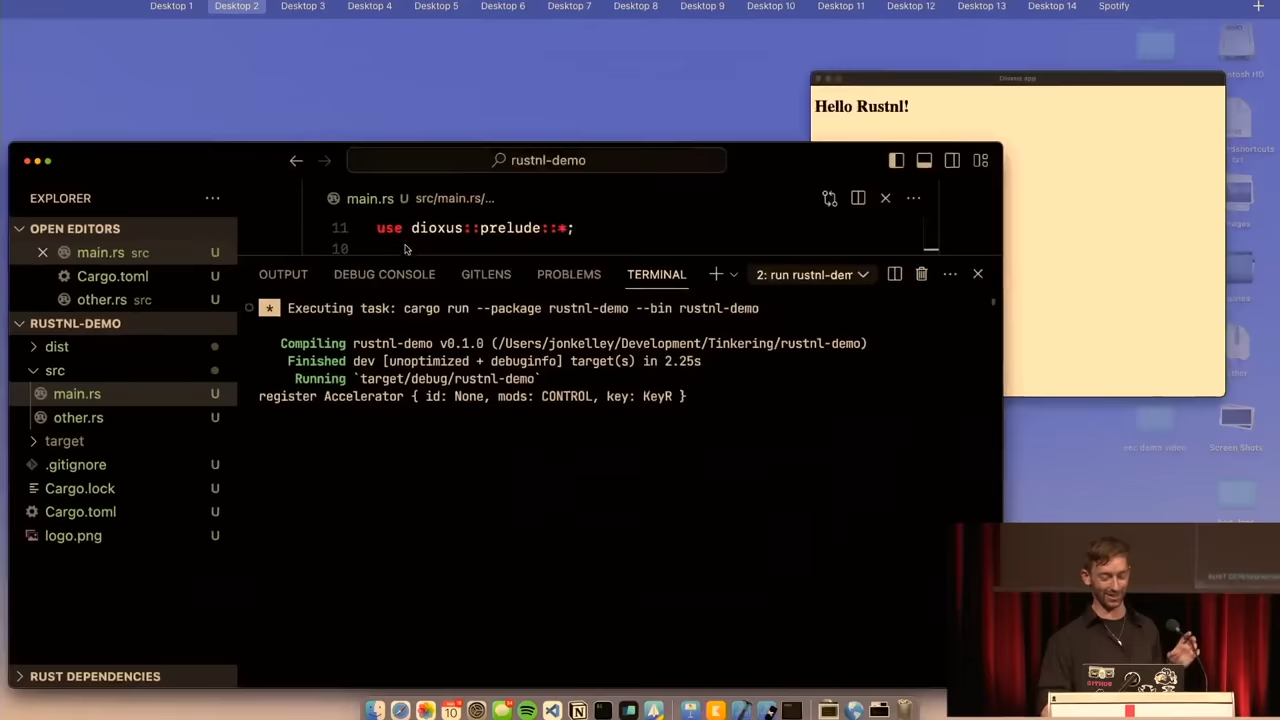 Desktop 1 Desktop 2 Desktop 3 Desktop 4 Desktop 5 Desktop 6 Desktop 7 Desktop 8 Desktop 9 Desktop 10 Desktop 11 Desktop 12 Desktop 13 Desktop 14 Spotify +
Dioxus app
Hello Rustnl!
rustnl-demo
EXPLORER ...
OPEN EDITORS
main.rs src U
Cargo.toml U
other.rs src U
RUSTNL-DEMO
dist
src
main.rs U
other.rs U
target
.gitignore U
Cargo.lock U
Cargo.toml U
logo.png U
RUST DEPENDENCIES
main.rs U src/main.rs/...
11 use dioxus::prelude::*;
10
OUTPUT DEBUG CONSOLE GITLENS PROBLEMS TERMINAL 2: run rustnl-dem
* Executing task: cargo run --package rustnl-demo --bin rustnl-demo
Compiling rustnl-demo v0.1.0 (/Users/jonkelley/Development/Tinkering/rustnl-demo)
Finished dev [unoptimized + debuginfo] target(s) in 2.25s
Running `target/debug/rustnl-demo`
register Accelerator { id: None, mods: CONTROL, key: KeyR }
Screen Shots
10
GITHUB